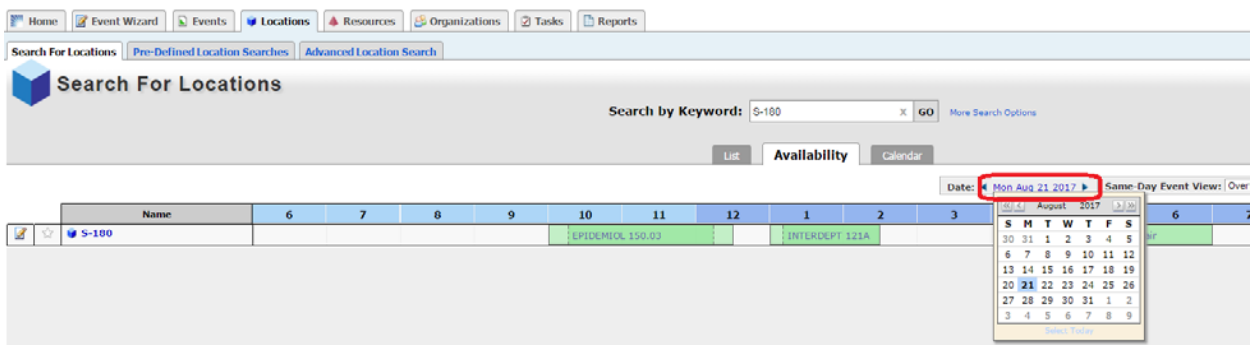 Home Event Wizard Events Locations Resources Organizations Tasks Reports
Search For Locations Pre-Defined Location Searches Advanced Location Search
Search For Locations
Search by Keyword: S-180 x GO More Search Options
List Availability Calendar
Date: Mon Aug 21 2017 Same-Day Event View: Over
Name 6 7 8 9 10 11 12 1 2 3 6
S-180 EPIDEMIOL 150.03 INTERDEPT 121A
August 2017
S M T W T F S
30 31 1 2 3 4 5
6 7 8 9 10 11 12
13 14 15 16 17 18 19
20 21 22 23 24 25 26
27 28 29 30 31 1 2
3 4 5 6 7 8 9
Select Today